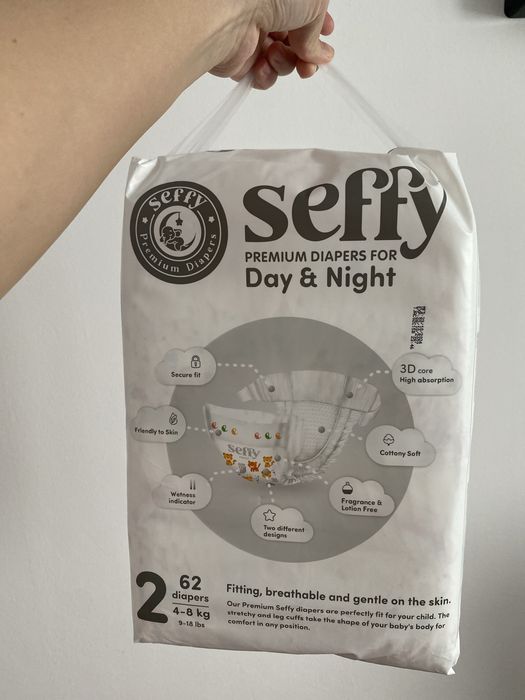 seffy
Premium Diapers
seffy
PREMIUM DIAPERS FOR
Day & Night
Secure fit
3D core
High absorption
Friendly to Skin
seffy
Cottony Soft
Wetness
indicator
Fragrance &
Lotion Free
Two different
designs
2
62
diapers
4-8 kg
9-18 lbs
Fitting, breathable and gentle on the skin.
Our Premium Seffy diapers are perfectly fit for your child. The
stretchy and leg cuffs take the shape of your baby's body for
comfort in any position.